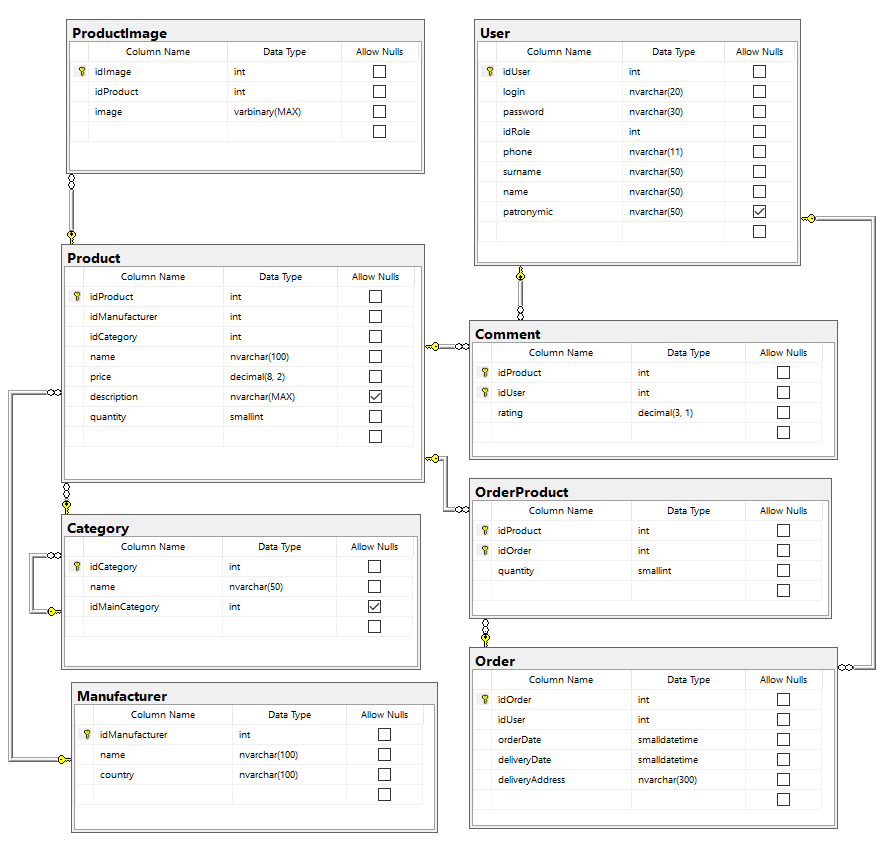 ProductImage
Column Name Data Type Allow Nulls
idImage int
idProduct int
image varbinary(MAX)
User
Column Name Data Type Allow Nulls
idUser int
login nvarchar(20)
password nvarchar(30)
idRole int
phone nvarchar(11)
surname nvarchar(50)
name nvarchar(50)
patronymic nvarchar(50)
Product
Column Name Data Type Allow Nulls
idProduct int
idManufacturer int
idCategory int
name nvarchar(100)
price decimal(8, 2)
description nvarchar(MAX)
quantity smallint
Comment
Column Name Data Type Allow Nulls
idProduct int
idUser int
rating decimal(3, 1)
OrderProduct
Column Name Data Type Allow Nulls
idProduct int
idOrder int
quantity smallint
Category
Column Name Data Type Allow Nulls
idCategory int
name nvarchar(50)
idMainCategory int
Order
Column Name Data Type Allow Nulls
idOrder int
idUser int
orderDate smalldatetime
deliveryDate smalldatetime
deliveryAddress nvarchar(300)
Manufacturer
Column Name Data Type Allow Nulls
idManufacturer int
name nvarchar(100)
country nvarchar(100)